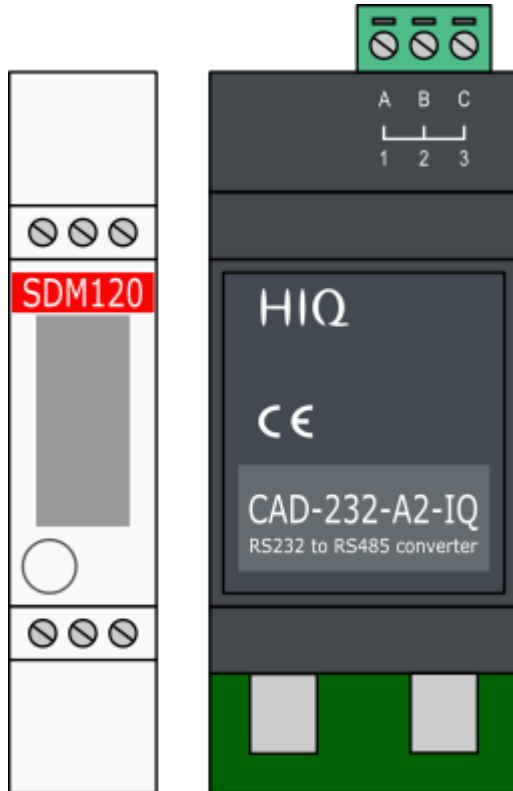 A B C
1 2 3
SDM120
HIQ
CE
CAD-232-A2-IQ
RS232 to RS485 converter